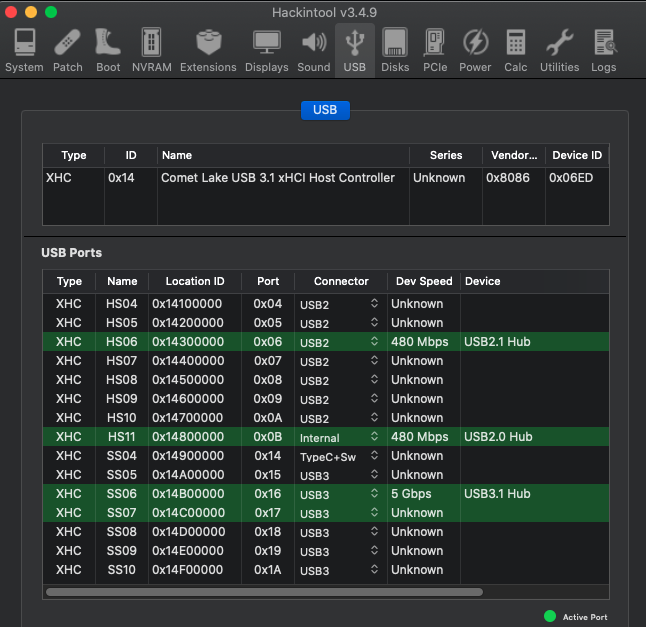 Hackintool v3.4.9
System Patch Boot NVRAM Extensions Displays Sound USB Disks PCIe Power Calc Utilities Logs
USB
Type ID Name Series Vendor... Device ID
XHC 0x14 Comet Lake USB 3.1 xHCI Host Controller Unknown 0x8086 0x06ED
USB Ports
Type Name Location ID Port Connector Dev Speed Device
XHC HS04 0x14100000 0x04 USB2 Unknown
XHC HS05 0x14200000 0x05 USB2 Unknown
XHC HS06 0x14300000 0x06 USB2 480 Mbps USB2.1 Hub
XHC HS07 0x14400000 0x07 USB2 Unknown
XHC HS08 0x14500000 0x08 USB2 Unknown
XHC HS09 0x14600000 0x09 USB2 Unknown
XHC HS10 0x14700000 0x0A USB2 Unknown
XHC HS11 0x14800000 0x0B Internal 480 Mbps USB2.0 Hub
XHC SS04 0x14900000 0x14 TypeC+Sw Unknown
XHC SS05 0x14A00000 0x15 USB3 Unknown
XHC SS06 0x14B00000 0x16 USB3 5 Gbps USB3.1 Hub
XHC SS07 0x14C00000 0x17 USB3 Unknown
XHC SS08 0x14D00000 0x18 USB3 Unknown
XHC SS09 0x14E00000 0x19 USB3 Unknown
XHC SS10 0x14F00000 0x1A USB3 Unknown
Active Port